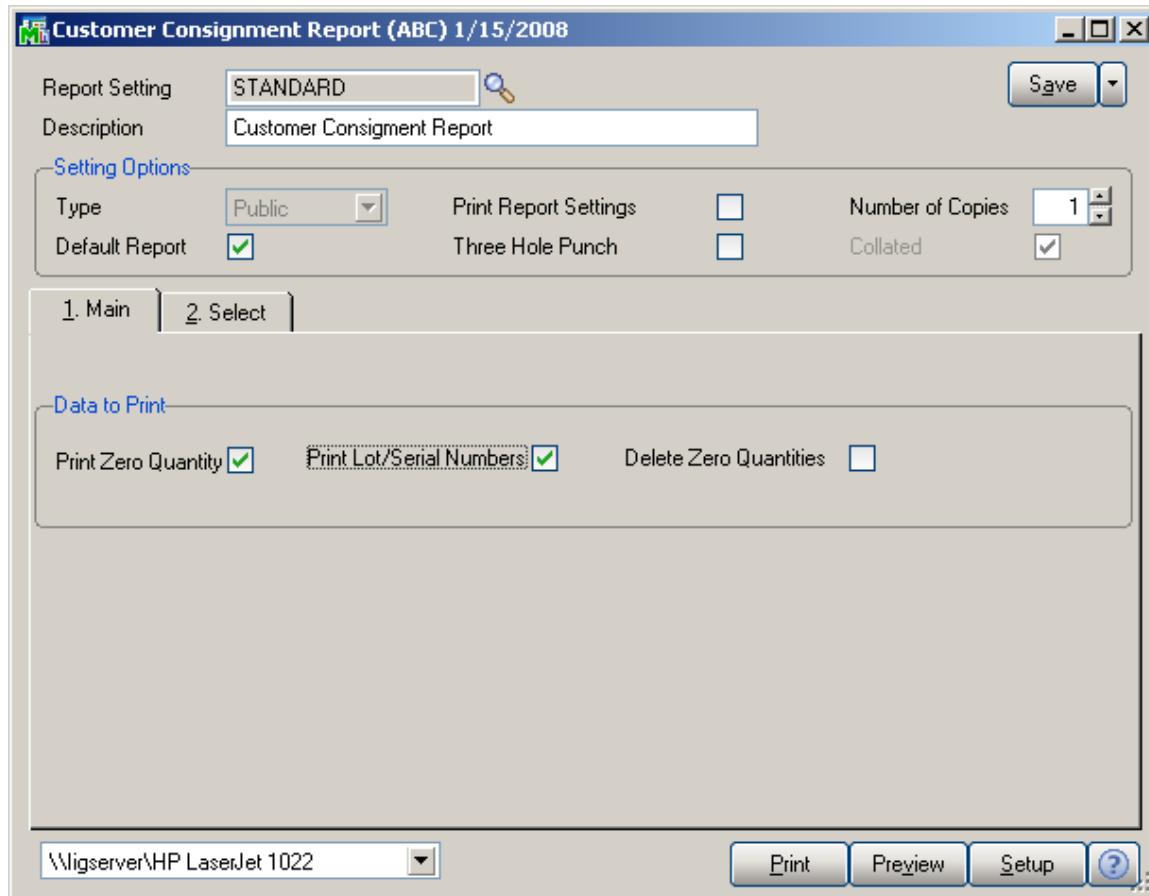 Customer Consignment Report (ABC) 1/15/2008
Report Setting STANDARD Save
Description Customer Consigment Report
Setting Options
Type Public Print Report Settings Number of Copies 1
Default Report Three Hole Punch Collated
1. Main 2. Select
Data to Print
Print Zero Quantity Print Lot/Serial Numbers Delete Zero Quantities
\\ligserver\HP LaserJet 1022 Print Preview Setup ?